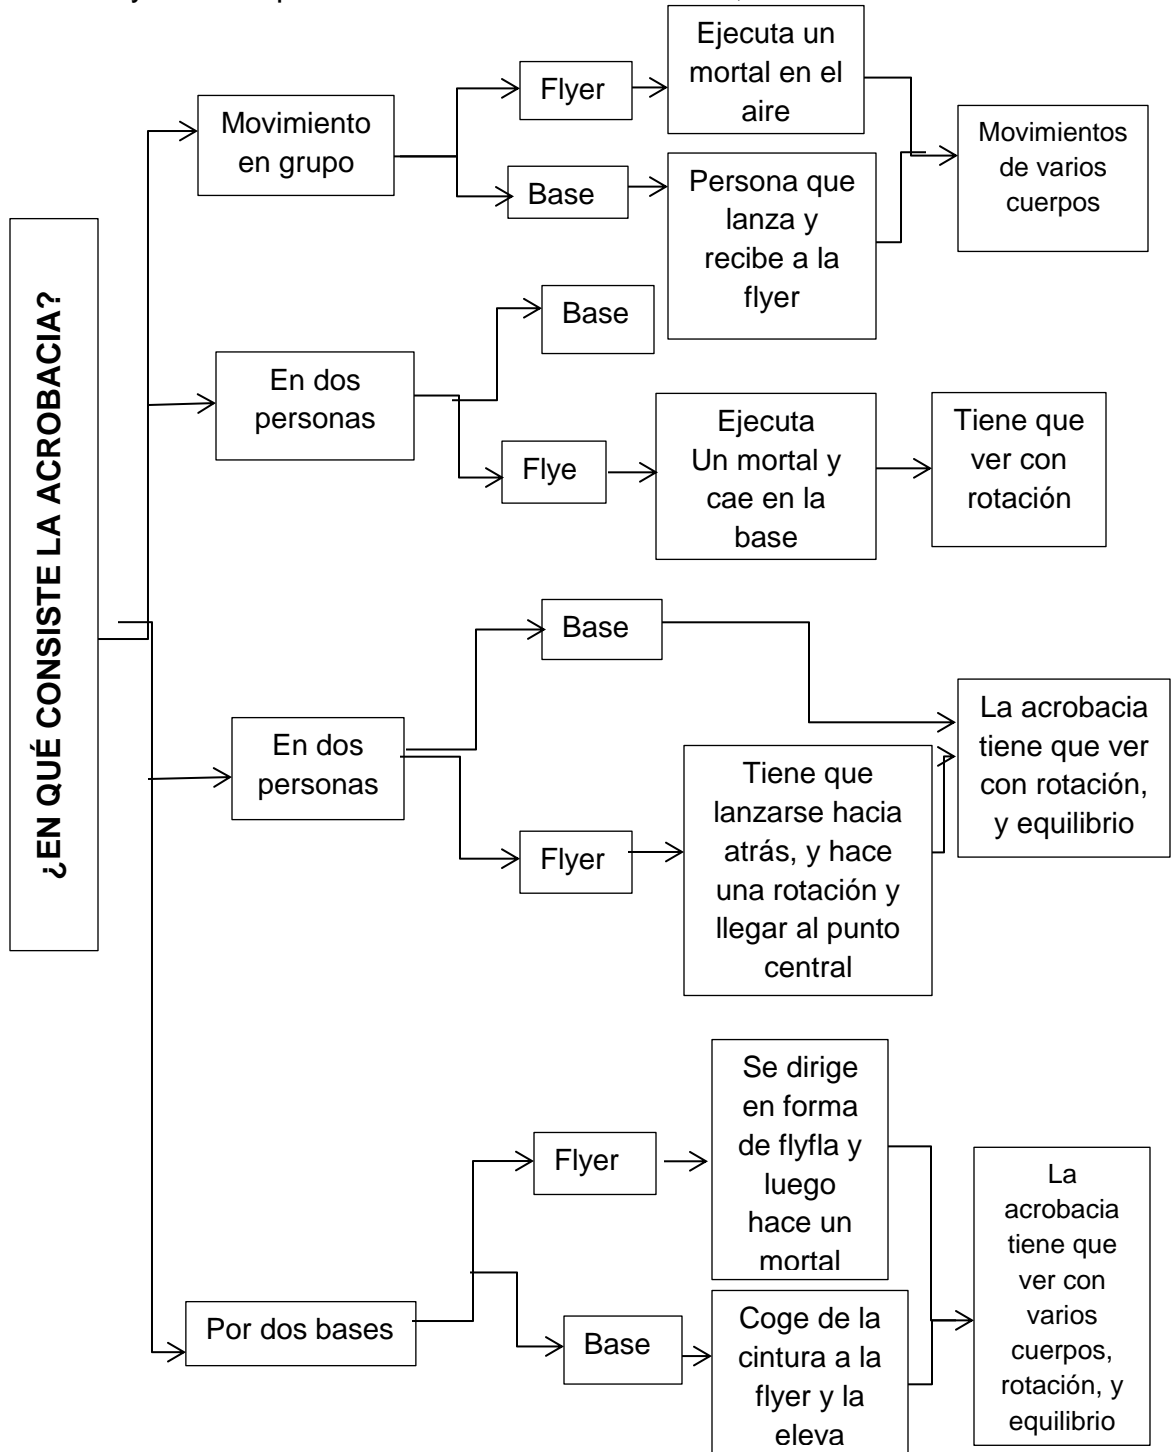 ¿EN QUÉ CONSISTE LA ACROBACIA?
Movimiento
en grupo
Flyer
Ejecuta un
mortal en el
aire
Base
Persona que
lanza y
recibe a la
flyer
Movimientos
de varios
cuerpos
En dos
personas
Base
Flye
Ejecuta
Un mortal y
cae en la
base
Tiene que
ver con
rotación
En dos
personas
Base
Flyer
Tiene que
lanzarse hacia
atrás, y hace
una rotación y
llegar al punto
central
La acrobacia
tiene que ver
con rotación,
y equilibrio
Por dos bases
Flyer
Se dirige
en forma
de flyfla y
luego
hace un
mortal
Base
Coge de la
cintura a la
flyer y la
eleva
La
acrobacia
tiene que
ver con
varios
cuerpos,
rotación, y
equilibrio